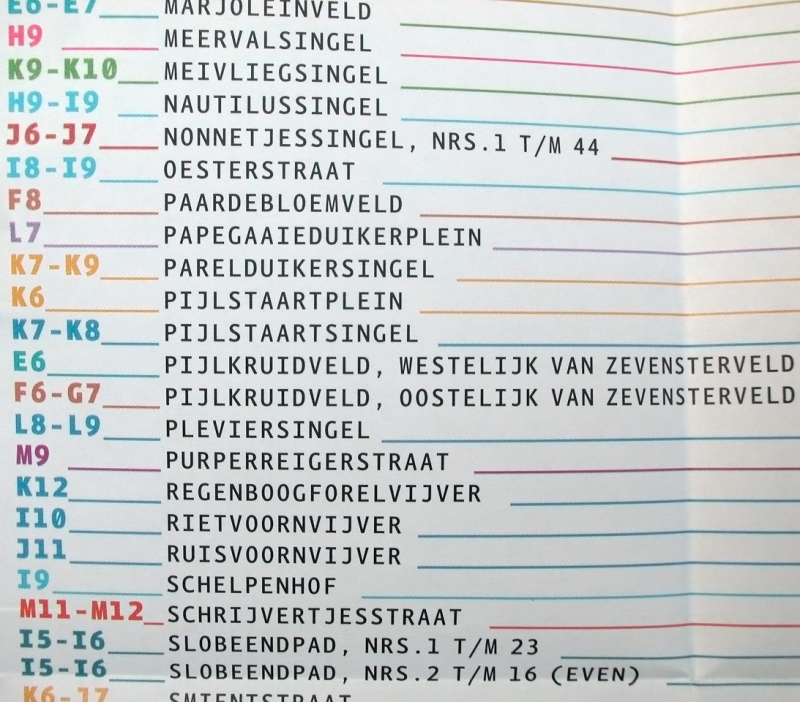 E6-E7 MARJOLEINVELD
H9 MEERVALSINGEL
K9-K10 MEIVLIEGSINGEL
H9-I9 NAUTILUSSINGEL
J6-J7 NONNETJESSINGEL, NRS.1 T/M 44
I8-I9 OESTERSTRAAT
F8 PAARDEBLOEMVELD
L7 PAPEGAAIEDUIKERPLEIN
K7-K9 PARELDUIKERSINGEL
K6 PIJLSTAARTPLEIN
K7-K8 PIJLSTAARTSINGEL
E6 PIJLKRUIDVELD, WESTELIJK VAN ZEVENSTERVELD
F6-G7 PIJLKRUIDVELD, OOSTELIJK VAN ZEVENSTERVELD
L8-L9 PLEVIERSINGEL
M9 PURPERREIGERSTRAAT
K12 REGENBOOGFORELVIJVER
I10 RIETVOORNVIJVER
J11 RUISVOORNVIJVER
I9 SCHELPENHOF
M11-M12 SCHRIJVERTJESSTRAAT
I5-I6 SLOBEENDPAD, NRS.1 T/M 23
I5-I6 SLOBEENDPAD, NRS.2 T/M 16 (EVEN)
SMIENTSTRAAT